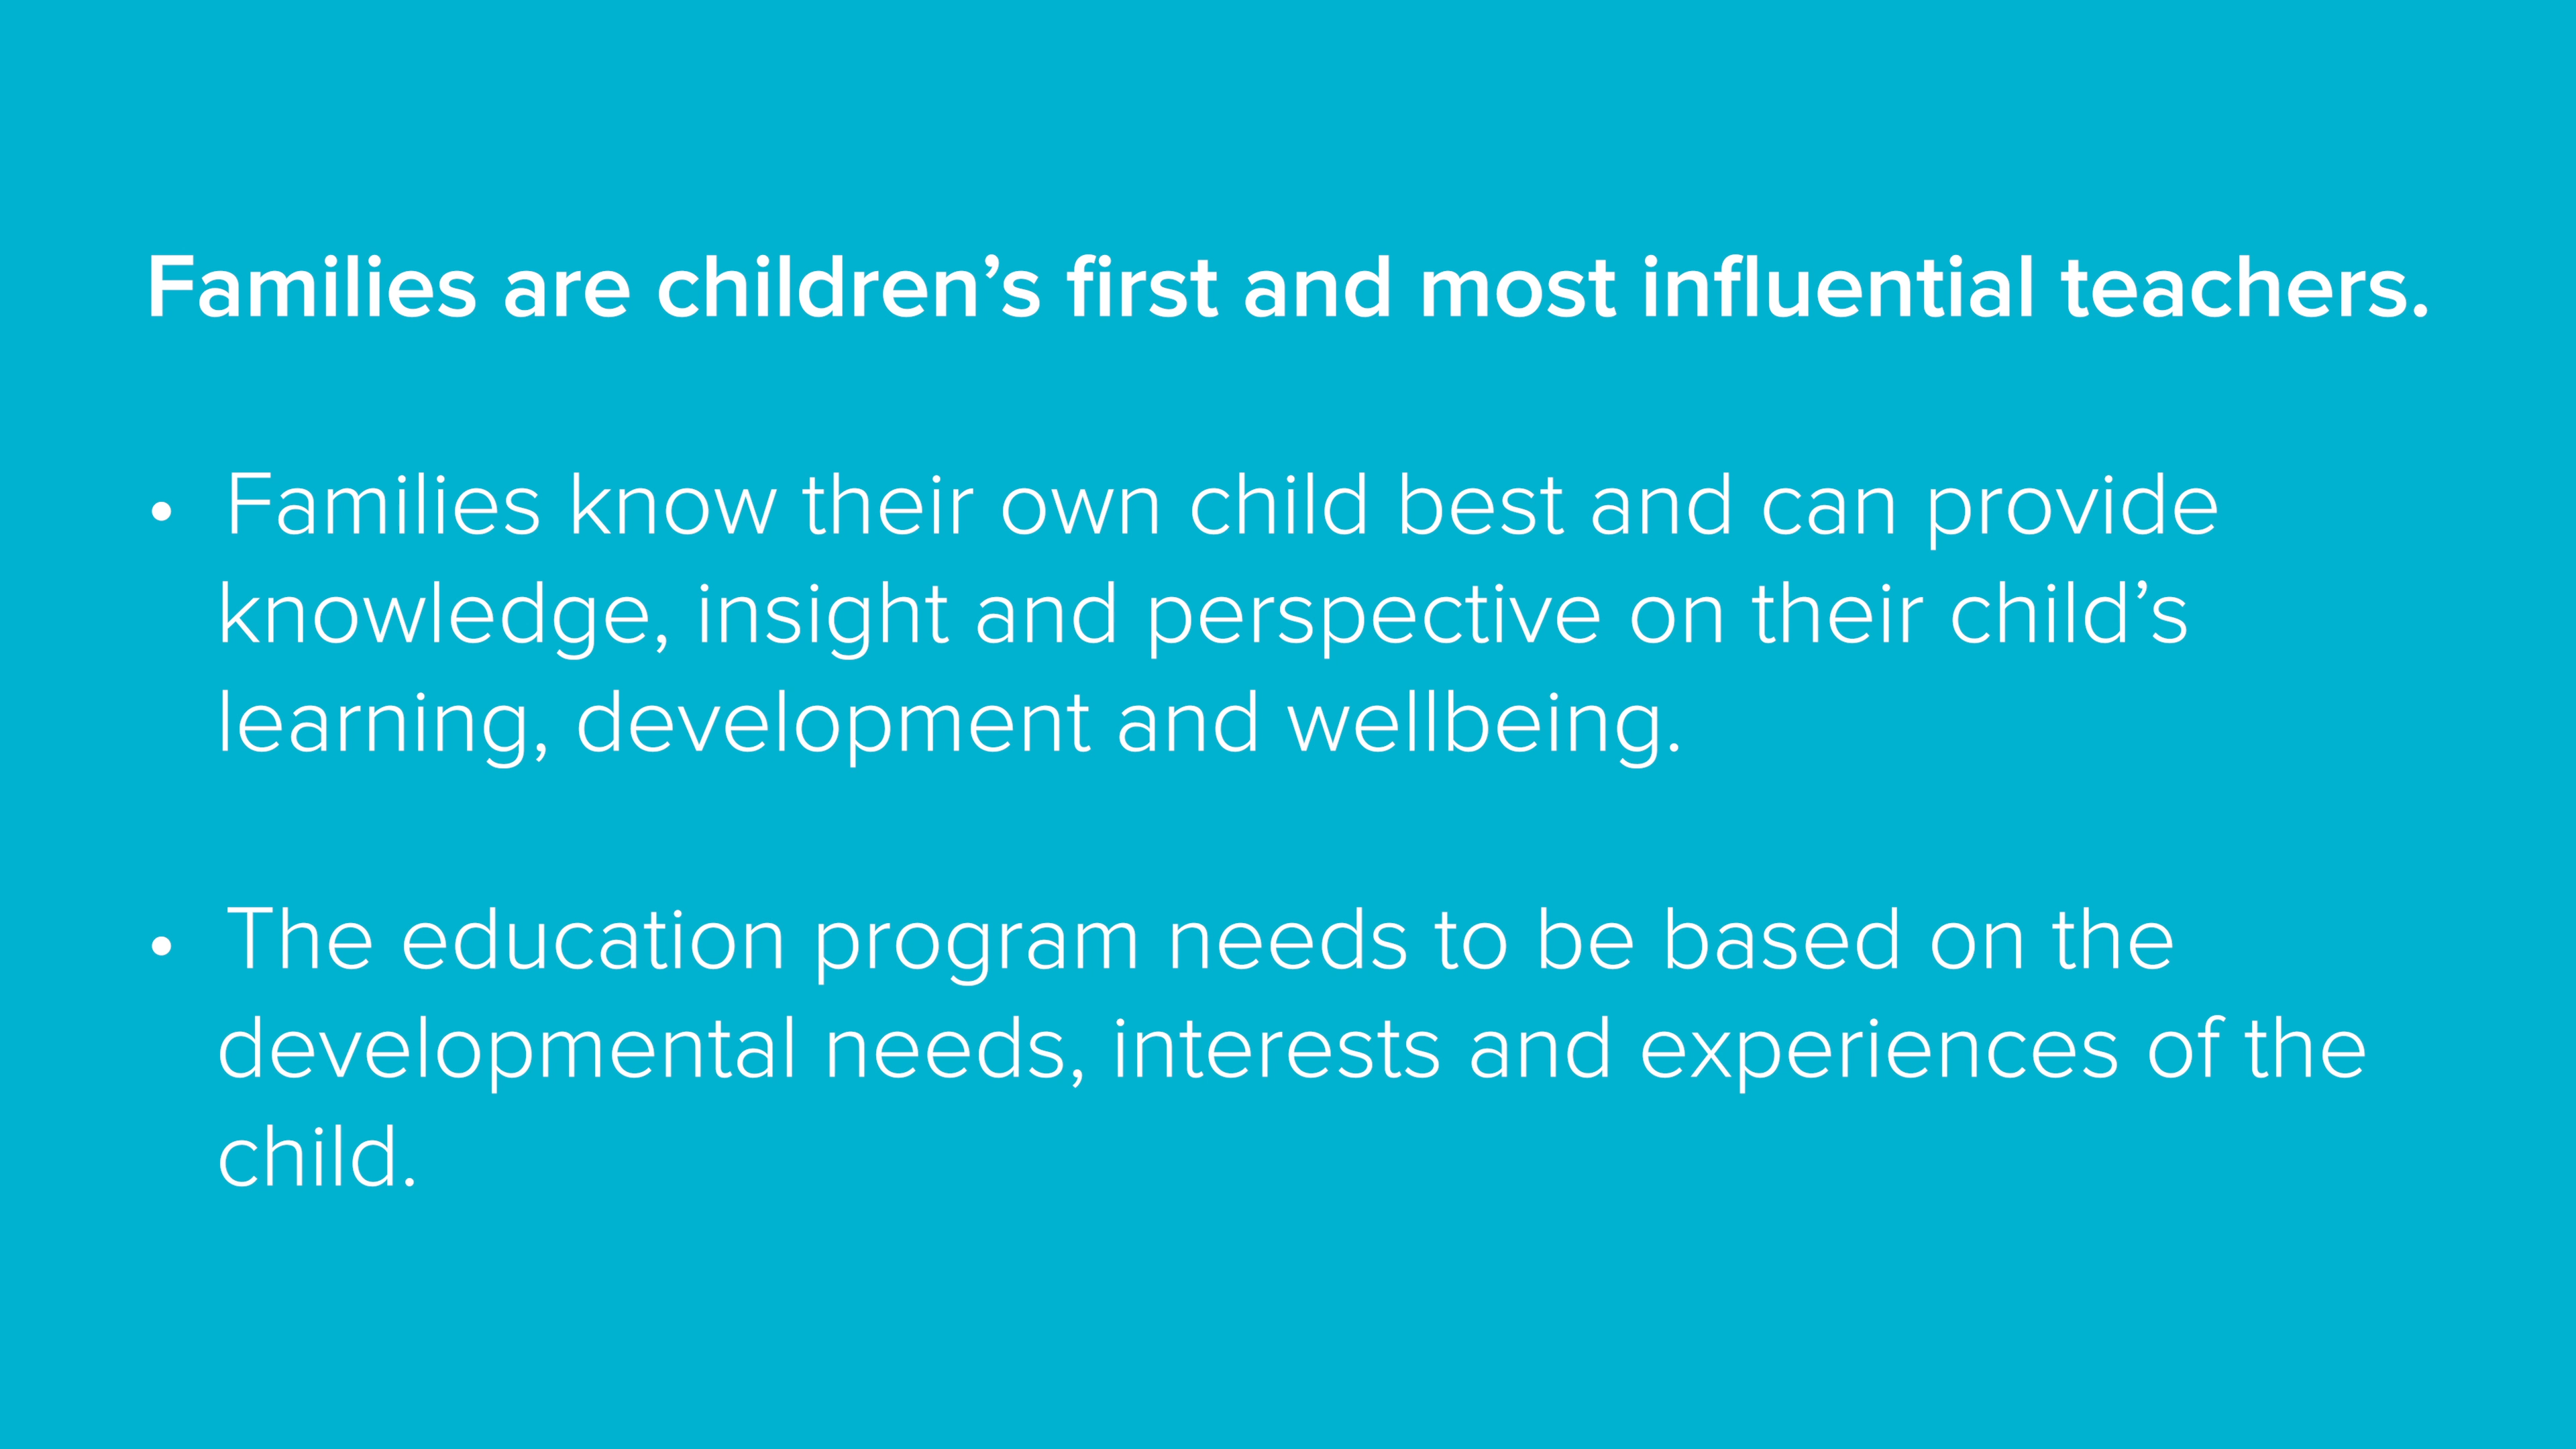 Families are children’s first and most influential teachers.
• Families know their own child best and can provide
knowledge, insight and perspective on their child’s
learning, development and wellbeing.
• The education program needs to be based on the
developmental needs, interests and experiences of the
child.